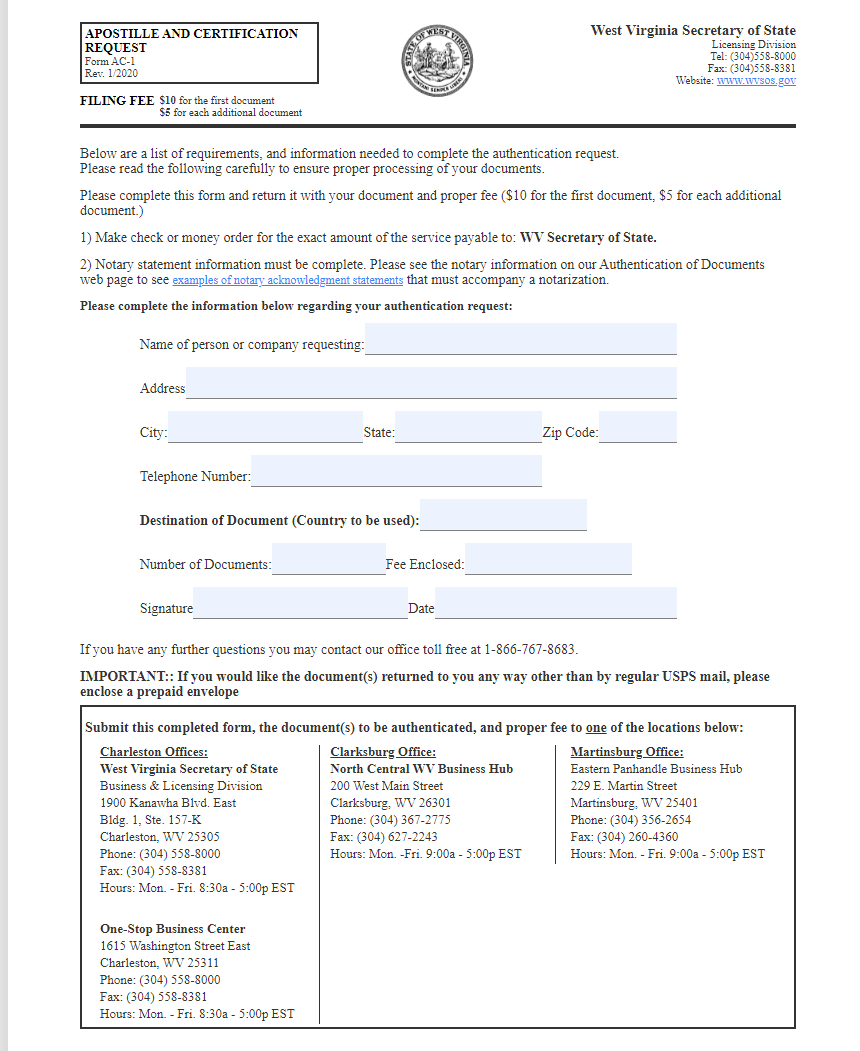 APOSTILLE AND CERTIFICATION
REQUEST
Form AC-1
Rev. 1/2020
FILING FEE $10 for the first document
$5 for each additional document
STATE OF WEST VIRGINIA
MONTANI SEMPER LIBERI
West Virginia Secretary of State
Licensing Division
Tel: (304)558-8000
Fax: (304)558-8381
Website: www.wvsos.gov
Below are a list of requirements, and information needed to complete the authentication request.
Please read the following carefully to ensure proper processing of your documents.
Please complete this form and return it with your document and proper fee ($10 for the first document, $5 for each additional
document.)
1) Make check or money order for the exact amount of the service payable to: WV Secretary of State.
2) Notary statement information must be complete. Please see the notary information on our Authentication of Documents
web page to see examples of notary acknowledgment statements that must accompany a notarization.
Please complete the information below regarding your authentication request:
Name of person or company requesting:
Address
City: State: Zip Code:
Telephone Number:
Destination of Document (Country to be used):
Number of Documents: Fee Enclosed:
Signature Date
If you have any further questions you may contact our office toll free at 1-866-767-8683.
IMPORTANT:: If you would like the document(s) returned to you any way other than by regular USPS mail, please
enclose a prepaid envelope
Submit this completed form, the document(s) to be authenticated, and proper fee to one of the locations below:
Charleston Offices:
West Virginia Secretary of State
Business & Licensing Division
1900 Kanawha Blvd. East
Bldg. 1, Ste. 157-K
Charleston, WV 25305
Phone: (304) 558-8000
Fax: (304) 558-8381
Hours: Mon. - Fri. 8:30a - 5:00p EST
One-Stop Business Center
1615 Washington Street East
Charleston, WV 25311
Phone: (304) 558-8000
Fax: (304) 558-8381
Hours: Mon. - Fri. 8:30a - 5:00p EST
Clarksburg Office:
North Central WV Business Hub
200 West Main Street
Clarksburg, WV 26301
Phone: (304) 367-2775
Fax: (304) 627-2243
Hours: Mon. -Fri. 9:00a - 5:00p EST
Martinsburg Office:
Eastern Panhandle Business Hub
229 E. Martin Street
Martinsburg, WV 25401
Phone: (304) 356-2654
Fax: (304) 260-4360
Hours: Mon. - Fri. 9:00a - 5:00p EST